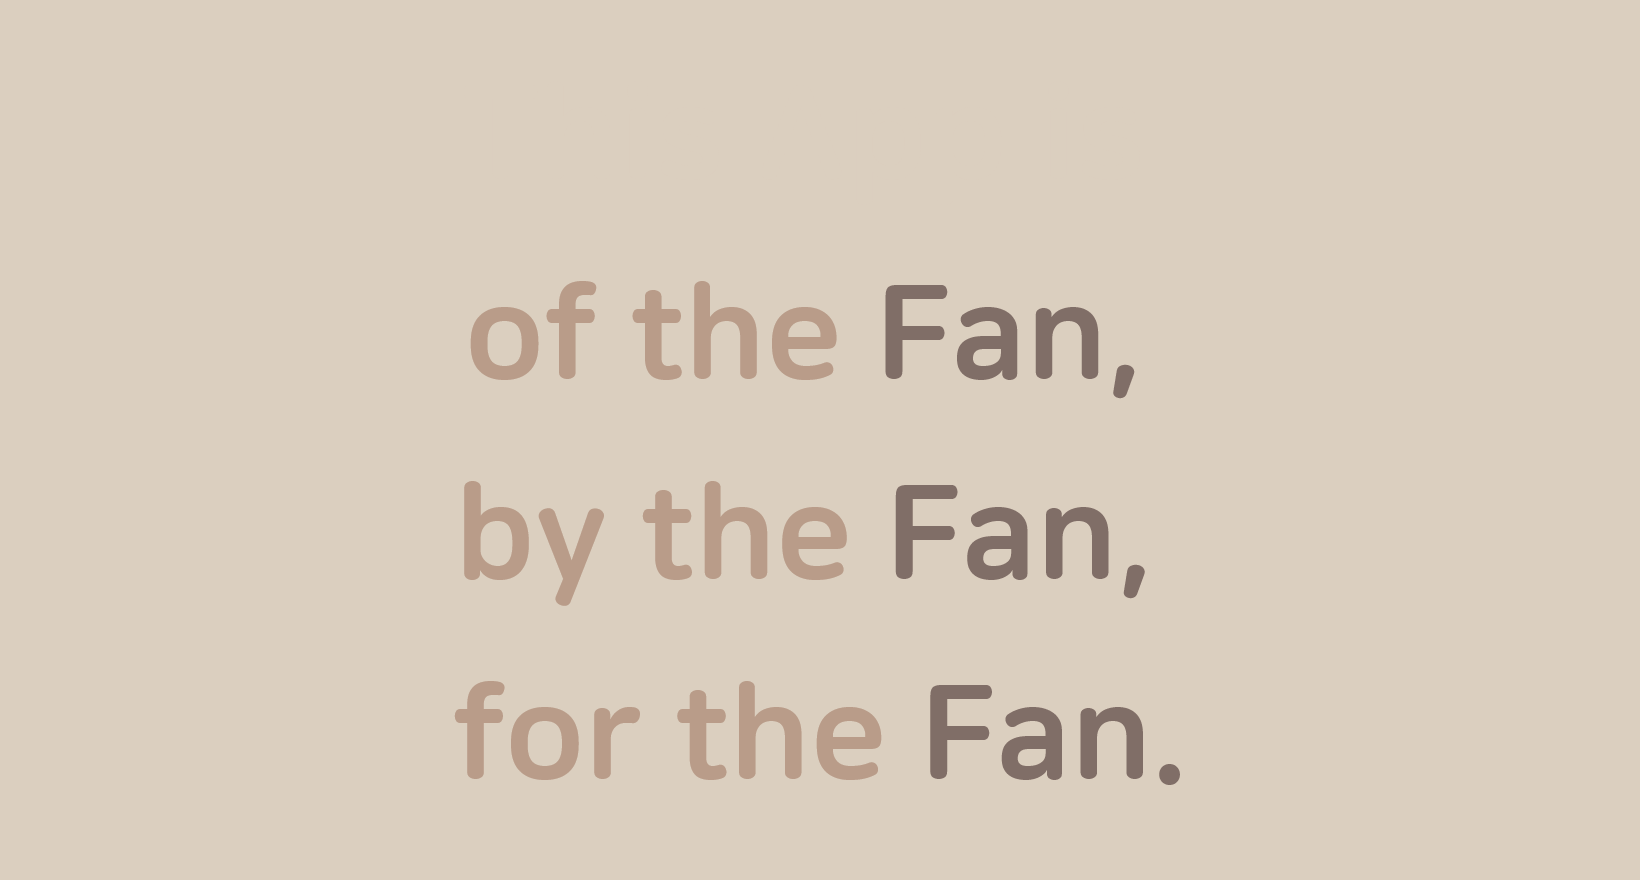 of the Fan,
by the Fan,
for the Fan.